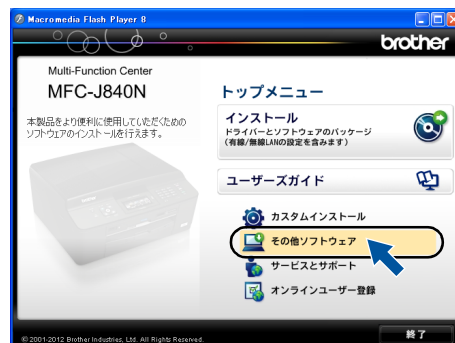 Macromedia Flash Player 8
brother
Multi-Function Center
MFC-J840N
本製品をより便利に使用していただくための
ソフトウェアのインストールを行えます。
トップメニュー
インストール
ドライバーとソフトウェアのパッケージ
(有線/無線LANの設定を含みます)
ユーザーズガイド
カスタムインストール
その他ソフトウェア
サービスとサポート
オンラインユーザー登録
© 2001-2012 Brother Industries, Ltd. All Rights Reserved.
終了